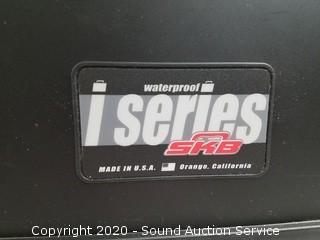 waterproof
i series
SKB
MADE IN U.S.A. Orange, California
Copyright © 2020 - Sound Auction Service